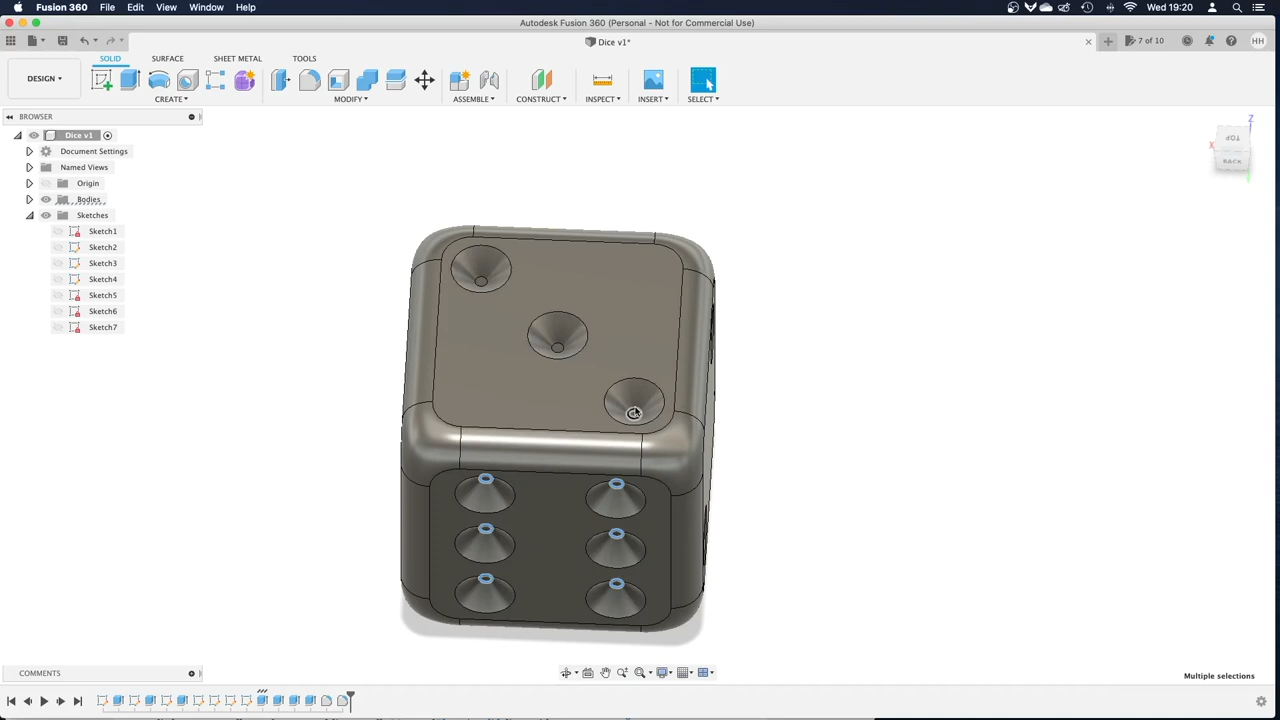 Fusion 360 File Edit View Window Help
Wed 19:20
Autodesk Fusion 360 (Personal - Not for Commercial Use)
Dice v1*
7 of 10
HH
SOLID SURFACE SHEET METAL TOOLS
DESIGN
CREATE MODIFY ASSEMBLE CONSTRUCT INSPECT INSERT SELECT
BROWSER
Dice v1
Document Settings
Named Views
Origin
Bodies
Sketches
Sketch1
Sketch2
Sketch3
Sketch4
Sketch5
Sketch6
Sketch7
Z
X
TOP
BACK
COMMENTS
Multiple selections